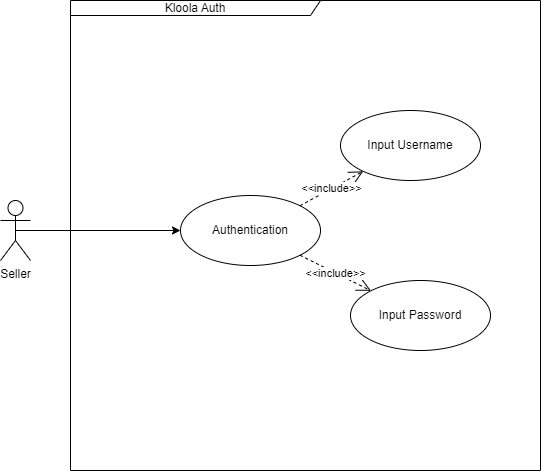 Kloola Auth
Input Username
<<include>>
Authentication
Seller
<<include>>
Input Password